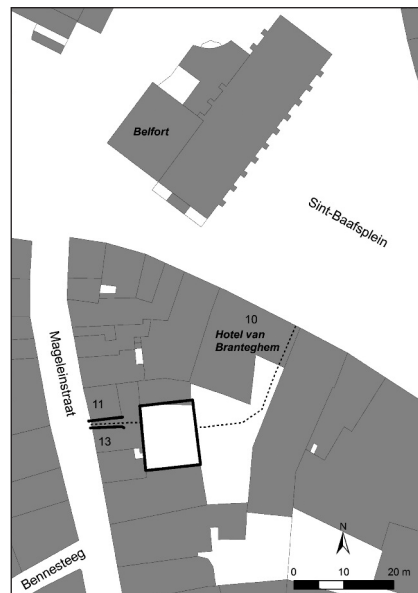 Belfort
Sint-Baafsplein
10
Hotel van
Branteghem
Mageleinstraat
11
13
Bennesteeg
N
0 10 20 m